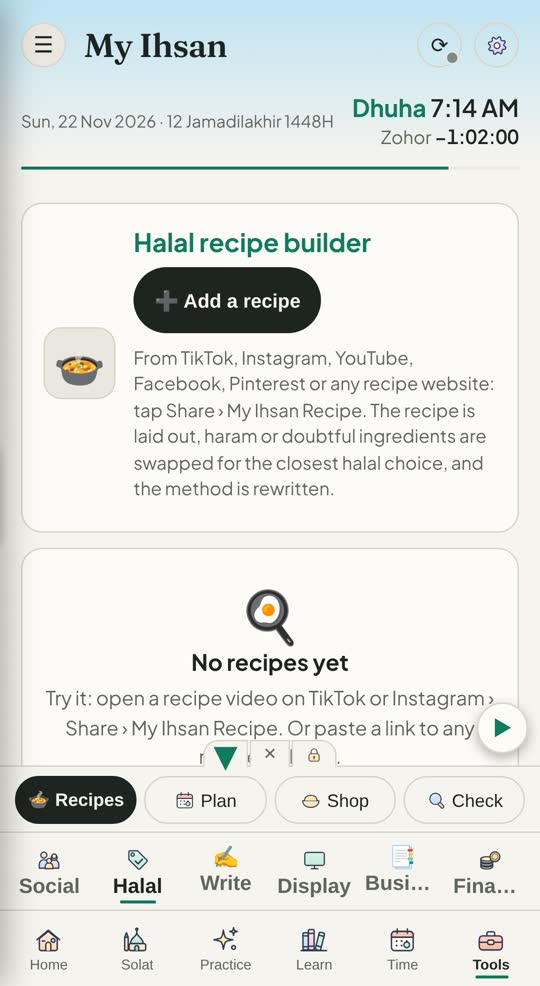 My Ihsan
Sun, 22 Nov 2026 · 12 Jamadilakhir 1448H
Dhuha 7:14 AM
Zohor −1:02:00
Halal recipe builder
➕ Add a recipe
From TikTok, Instagram, YouTube,
Facebook, Pinterest or any recipe website:
tap Share › My Ihsan Recipe. The recipe is
laid out, haram or doubtful ingredients are
swapped for the closest halal choice, and
the method is rewritten.
No recipes yet
Try it: open a recipe video on TikTok or Instagram ›
Share › My Ihsan Recipe. Or paste a link to any
Recipes
Plan
Shop
Check
Social
Halal
Write
Display
Busi...
Fina...
Home
Solat
Practice
Learn
Time
Tools